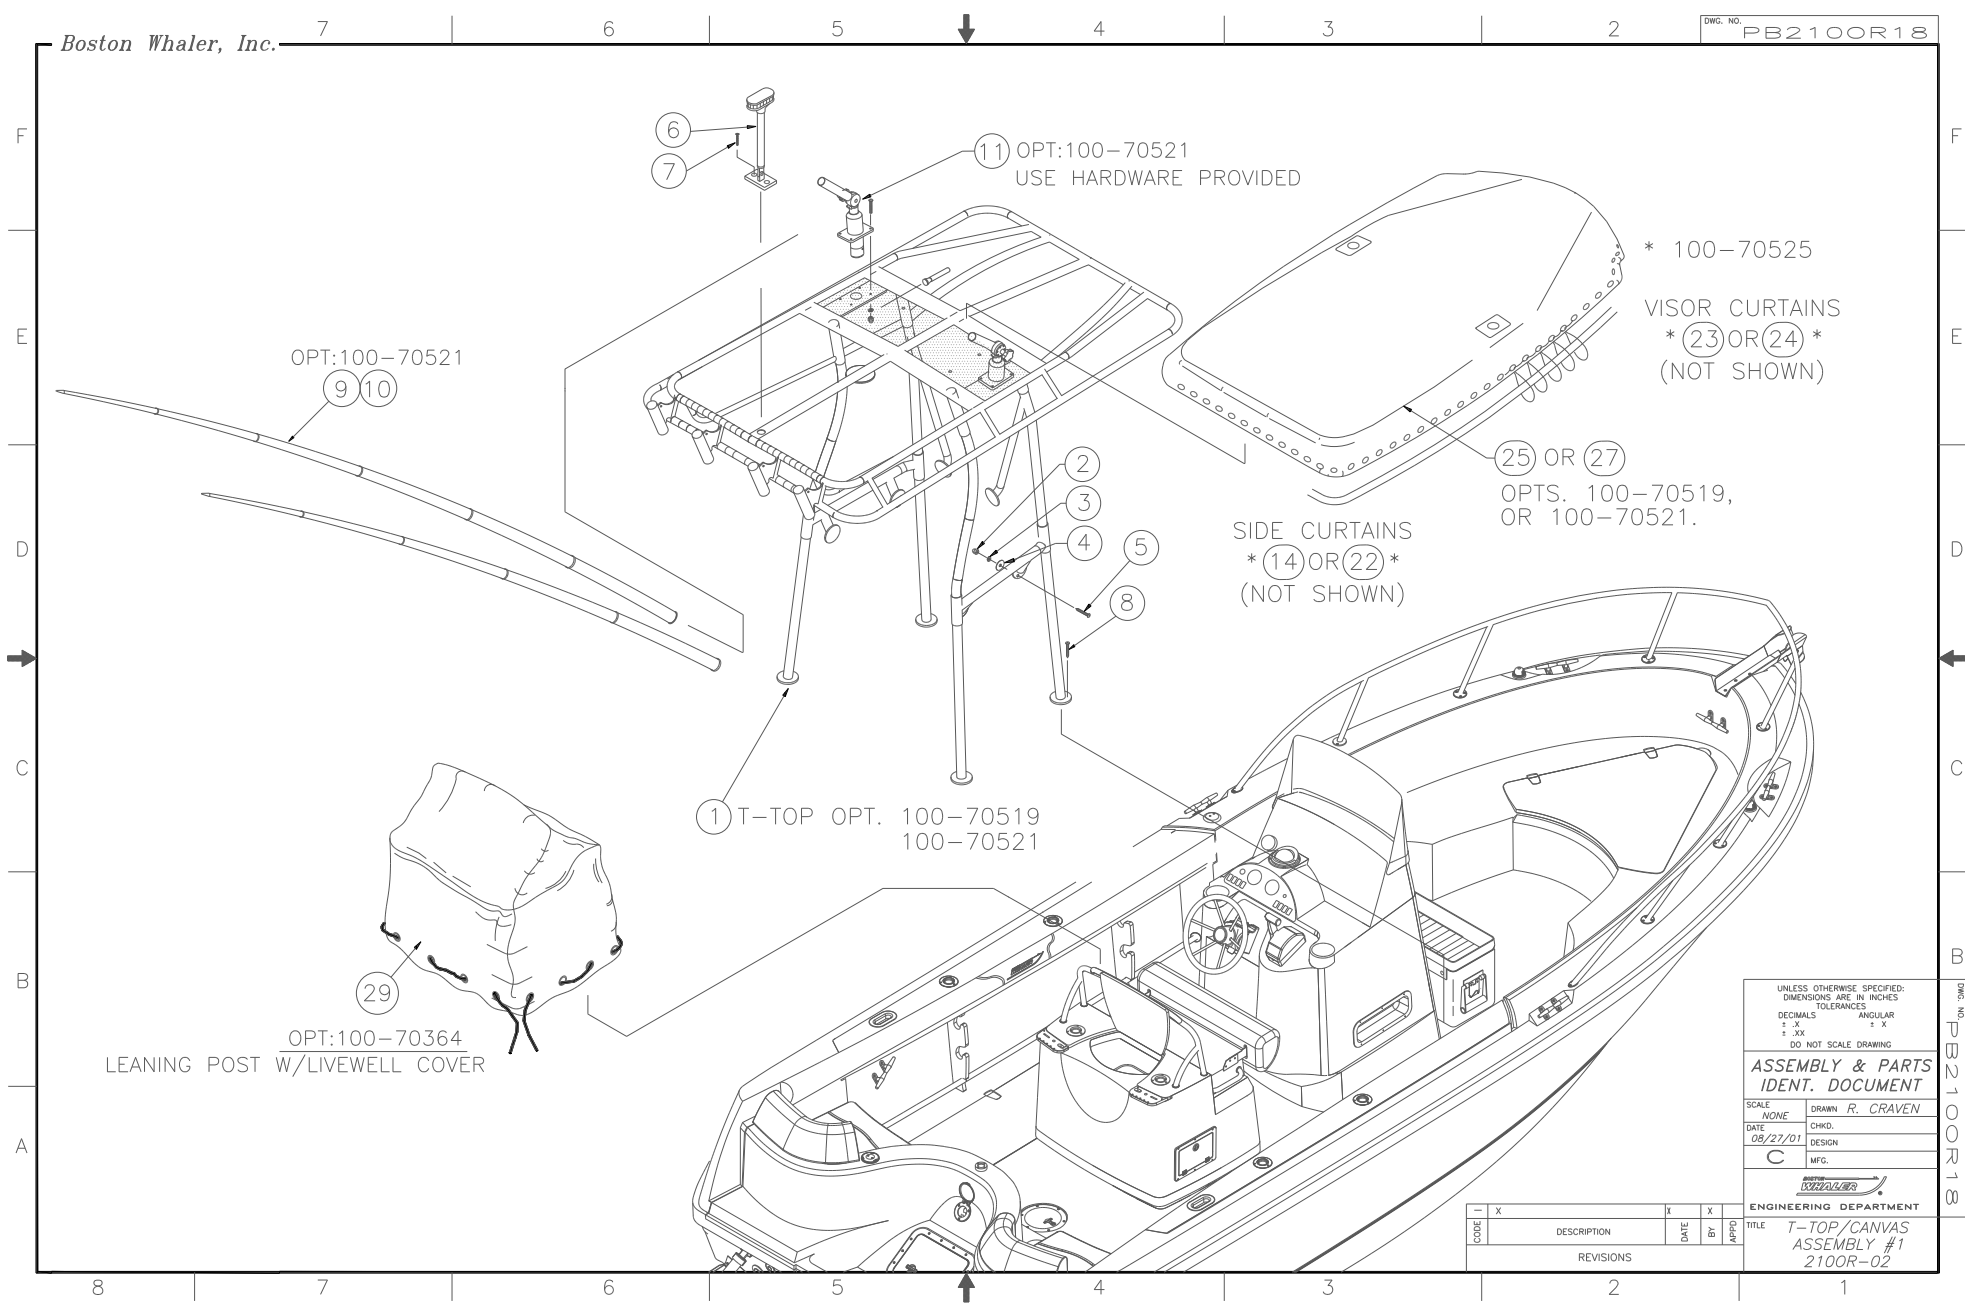 7
6
5
4
3
2
DWG. NO.
PB2100R18
Boston Whaler, Inc.
F
F
6
7
11 OPT:100-70521
USE HARDWARE PROVIDED
* 100-70525
VISOR CURTAINS
* 23 OR 24 *
(NOT SHOWN)
E
E
OPT:100-70521
9 10
25 OR 27
OPTS. 100-70519,
OR 100-70521.
2
3
4
5
8
SIDE CURTAINS
* 14 OR 22 *
(NOT SHOWN)
D
D
C
C
1 T-TOP OPT. 100-70519
100-70521
B
B
29
OPT:100-70364
LEANING POST W/LIVEWELL COVER
A
UNLESS OTHERWISE SPECIFIED:
DIMENSIONS ARE IN INCHES
TOLERANCES
DECIMALS ANGULAR
± .X ± X
± .XX
DO NOT SCALE DRAWING
DWG. NO.
PB2100R18
ASSEMBLY & PARTS
IDENT. DOCUMENT
SCALE
NONE
DRAWN R. CRAVEN
DATE
08/27/01
CHKD.
DESIGN
C
MFG.
BOSTON
WHALER
ENGINEERING DEPARTMENT
TITLE
T-TOP/CANVAS
ASSEMBLY #1
2100R-02
CODE
X
X
X
DESCRIPTION
DATE
BY
APPD
REVISIONS
8
7
6
5
4
3
2
1